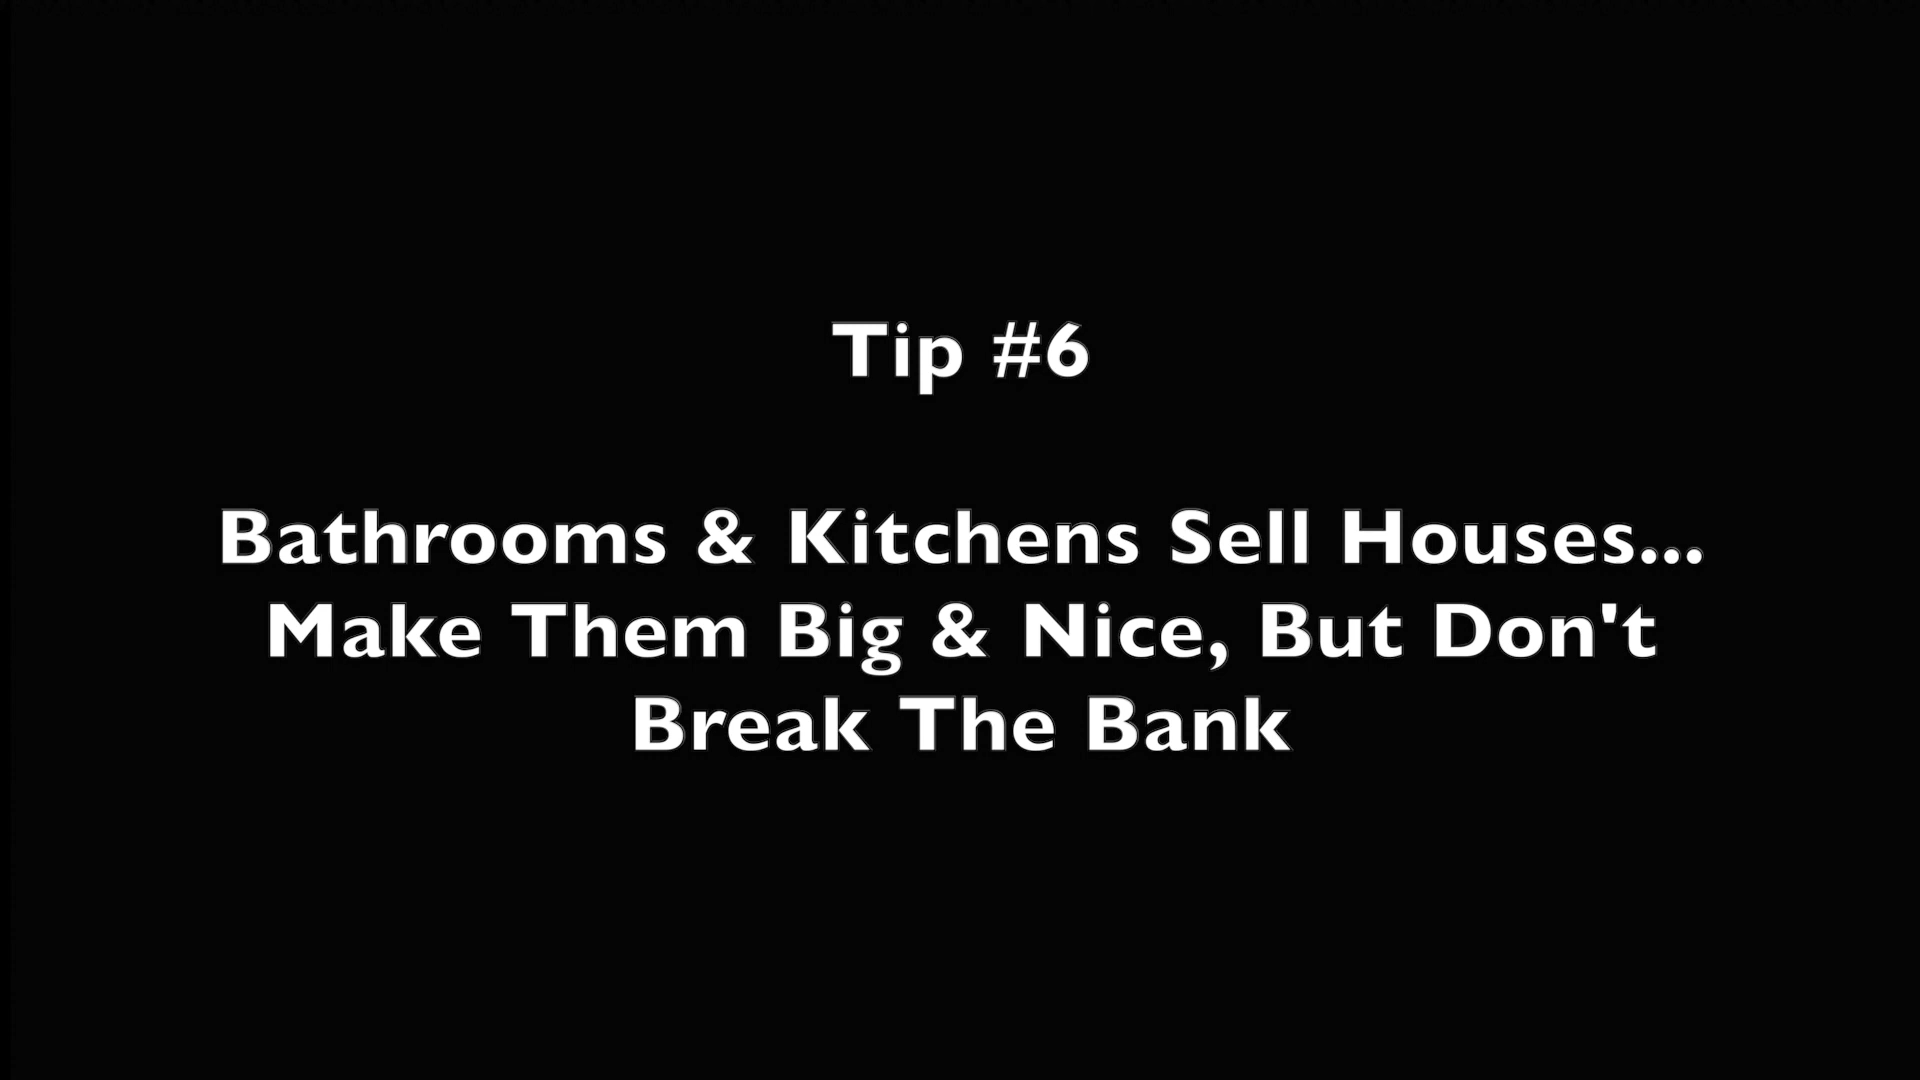 Tip #6
Bathrooms & Kitchens Sell Houses...
Make Them Big & Nice, But Don't
Break The Bank